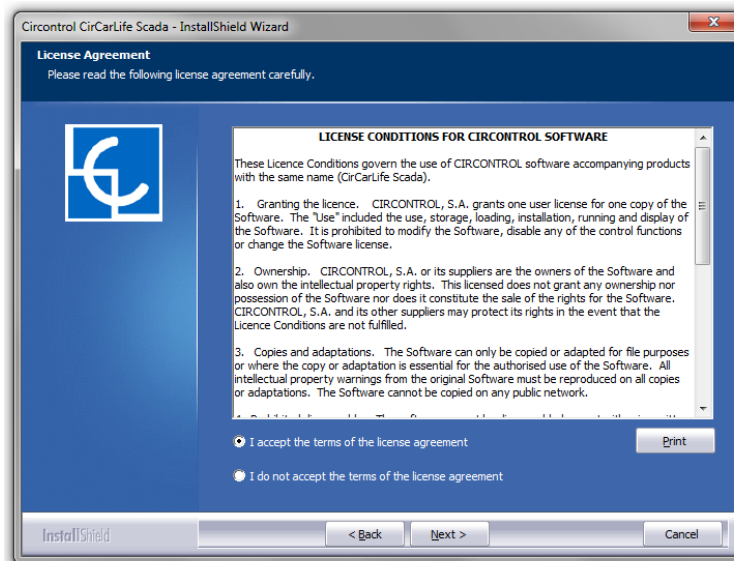 Circontrol CirCarLife Scada - InstallShield Wizard
License Agreement
Please read the following license agreement carefully.
LICENSE CONDITIONS FOR CIRCONTROL SOFTWARE
These Licence Conditions govern the use of CIRCONTROL software accompanying products
with the same name (CirCarLife Scada).
1. Granting the licence. CIRCONTROL, S.A. grants one user license for one copy of the
Software. The "Use" included the use, storage, loading, installation, running and display of
the Software. It is prohibited to modify the Software, disable any of the control functions
or change the Software license.
2. Ownership. CIRCONTROL, S.A. or its suppliers are the owners of the Software and
also own the intellectual property rights. This licensed does not grant any ownership nor
possession of the Software nor does it constitute the sale of the rights for the Software.
CIRCONTROL, S.A. and its other suppliers may protect its rights in the event that the
Licence Conditions are not fulfilled.
3. Copies and adaptations. The Software can only be copied or adapted for file purposes
or where the copy or adaptation is essential for the authorised use of the Software. All
intellectual property warnings from the original Software must be reproduced on all copies
or adaptations. The Software cannot be copied on any public network.
I accept the terms of the license agreement
Print
I do not accept the terms of the license agreement
InstallShield
< Back
Next >
Cancel